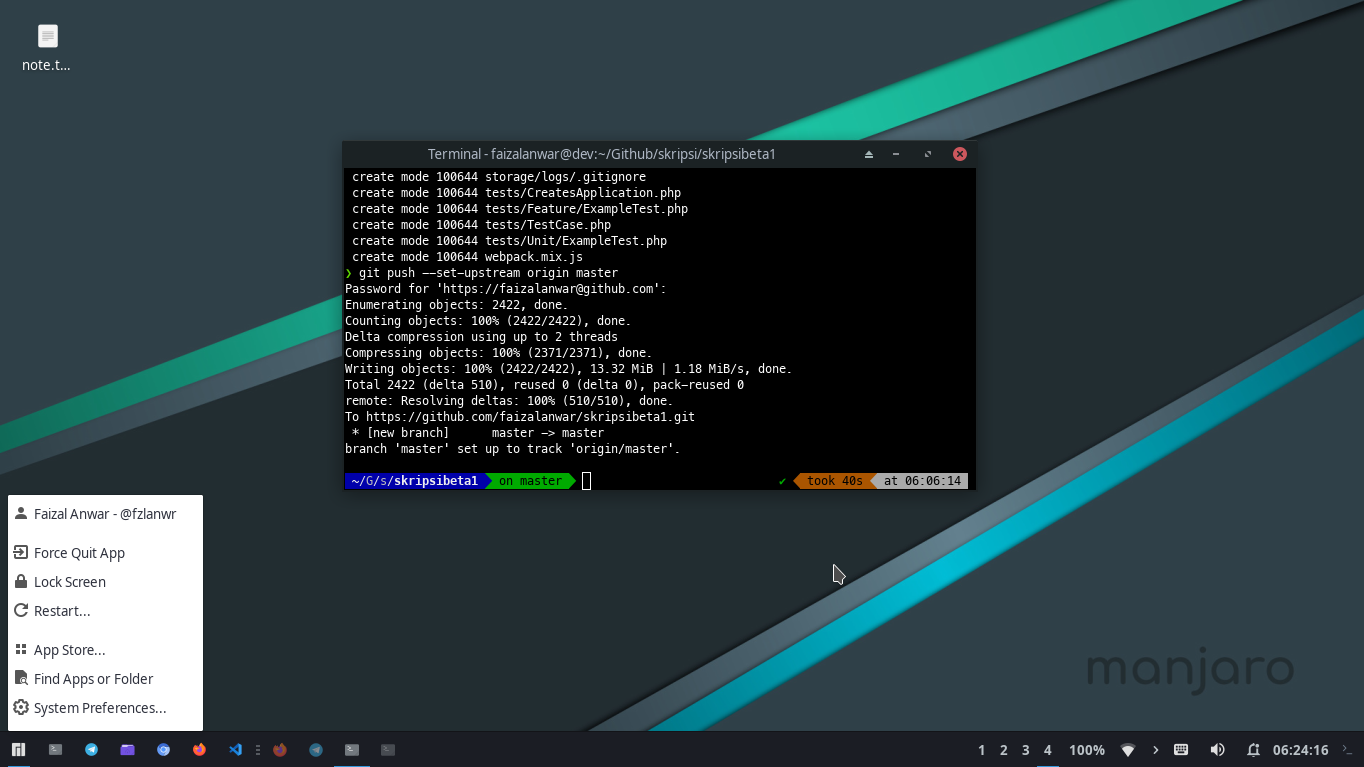 note.t...
Terminal - faizalanwar@dev:~/Github/skripsi/skripsibeta1
create mode 100644 storage/logs/.gitignore
create mode 100644 tests/CreatesApplication.php
create mode 100644 tests/Feature/ExampleTest.php
create mode 100644 tests/TestCase.php
create mode 100644 tests/Unit/ExampleTest.php
create mode 100644 webpack.mix.js
❯ git push --set-upstream origin master
Password for 'https://faizalanwar@github.com':
Enumerating objects: 2422, done.
Counting objects: 100% (2422/2422), done.
Delta compression using up to 2 threads
Compressing objects: 100% (2371/2371), done.
Writing objects: 100% (2422/2422), 13.32 MiB | 1.18 MiB/s, done.
Total 2422 (delta 510), reused 0 (delta 0), pack-reused 0
remote: Resolving deltas: 100% (510/510), done.
To https://github.com/faizalanwar/skripsibeta1.git
* [new branch]      master -> master
branch 'master' set up to track 'origin/master'.
~/G/s/skripsibeta1 on master ✔ took 40s at 06:06:14
Faizal Anwar - @fzlanwr
Force Quit App
Lock Screen
Restart...
App Store...
Find Apps or Folder
System Preferences...
manjaro
1 2 3 4 100% 06:24:16